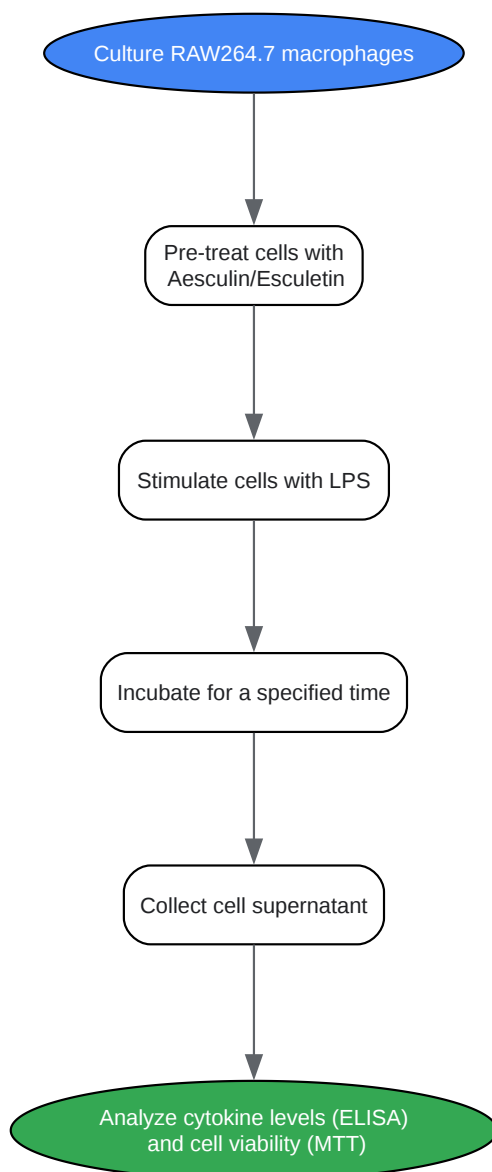 Culture RAW264.7 macrophages
Pre-treat cells with
Aesculin/Esculetin
Stimulate cells with LPS
Incubate for a specified time
Collect cell supernatant
Analyze cytokine levels (ELISA)
and cell viability (MTT)